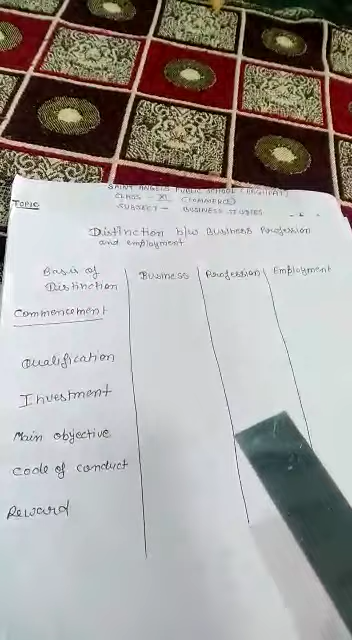 SAINT ANGELS PUBLIC SCHOOL
CLASS - XI (COMMERCE)
TOPIC
SUBJECT - BUSINESS STUDIES
Distinction b/w Business Profession
and employment
Basis of Distinction
Business
Profession
Employment
Commencement
Qualification
Investment
Main objective
Code of conduct
Reward